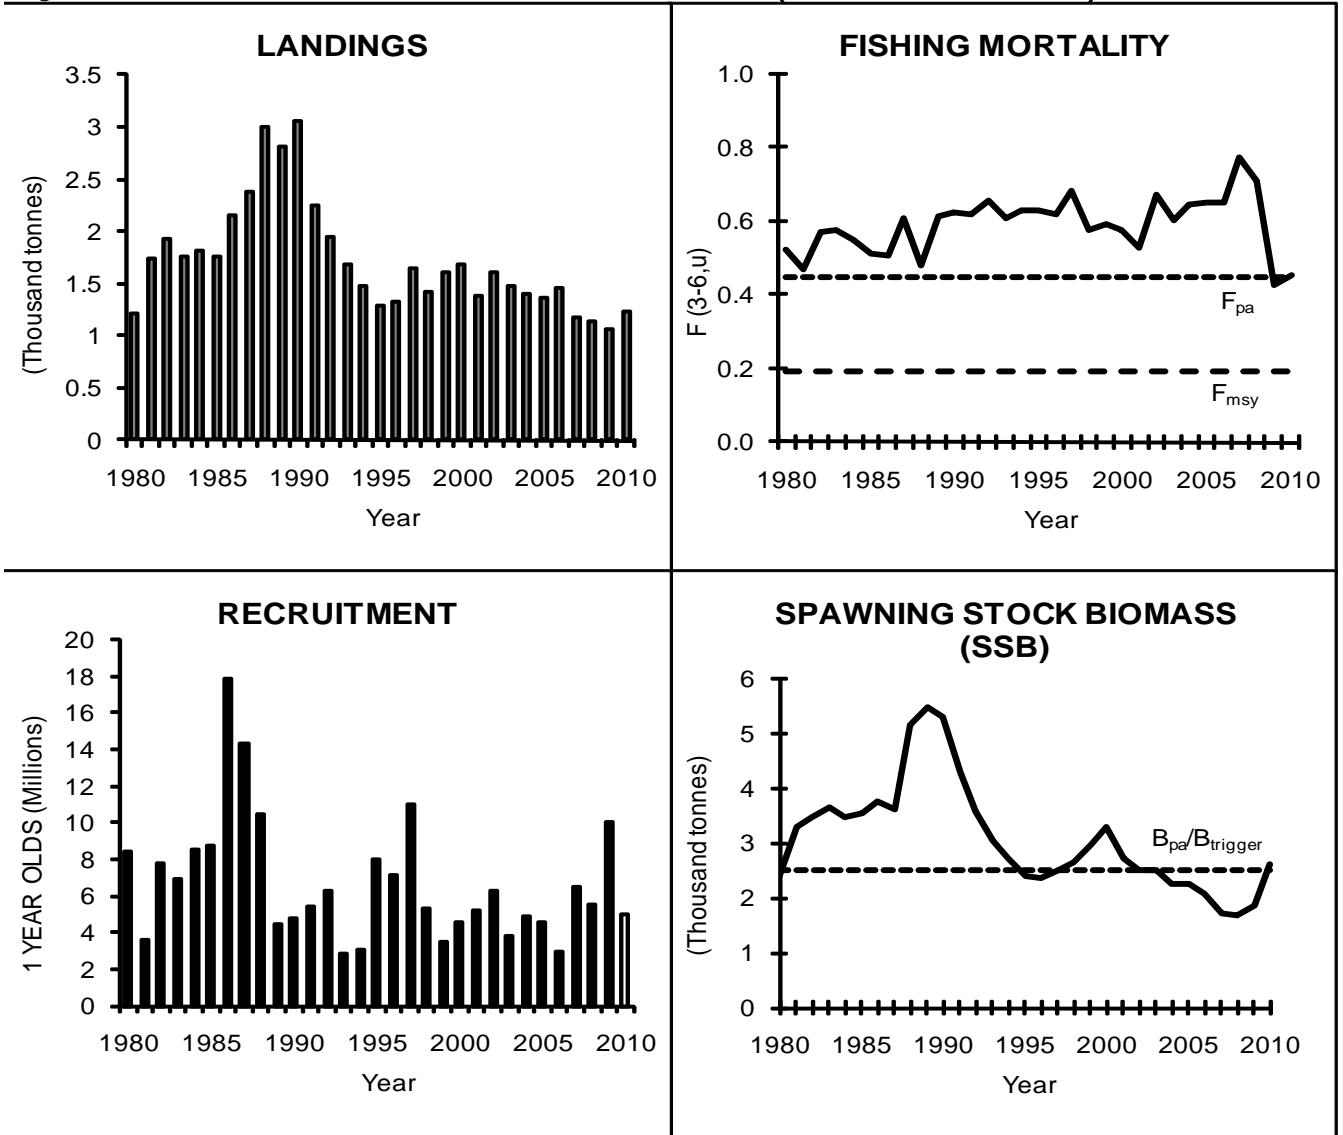 LANDINGS
3.5
3
2.5
2
1.5
1
0.5
0
(Thousand tonnes)
1980 1985 1990 1995 2000 2005 2010
Year
FISHING MORTALITY
1.0
0.8
0.6
0.4
0.2
0.0
F (3-6,u)
Fpa
Fmsy
1980 1985 1990 1995 2000 2005 2010
Year
RECRUITMENT
20
18
16
14
12
10
8
6
4
2
0
1 YEAR OLDS (Millions)
1980 1985 1990 1995 2000 2005 2010
Year
SPAWNING STOCK BIOMASS
(SSB)
6
5
4
3
2
1
0
(Thousand tonnes)
Bpa/Btrigger
1980 1985 1990 1995 2000 2005 2010
Year